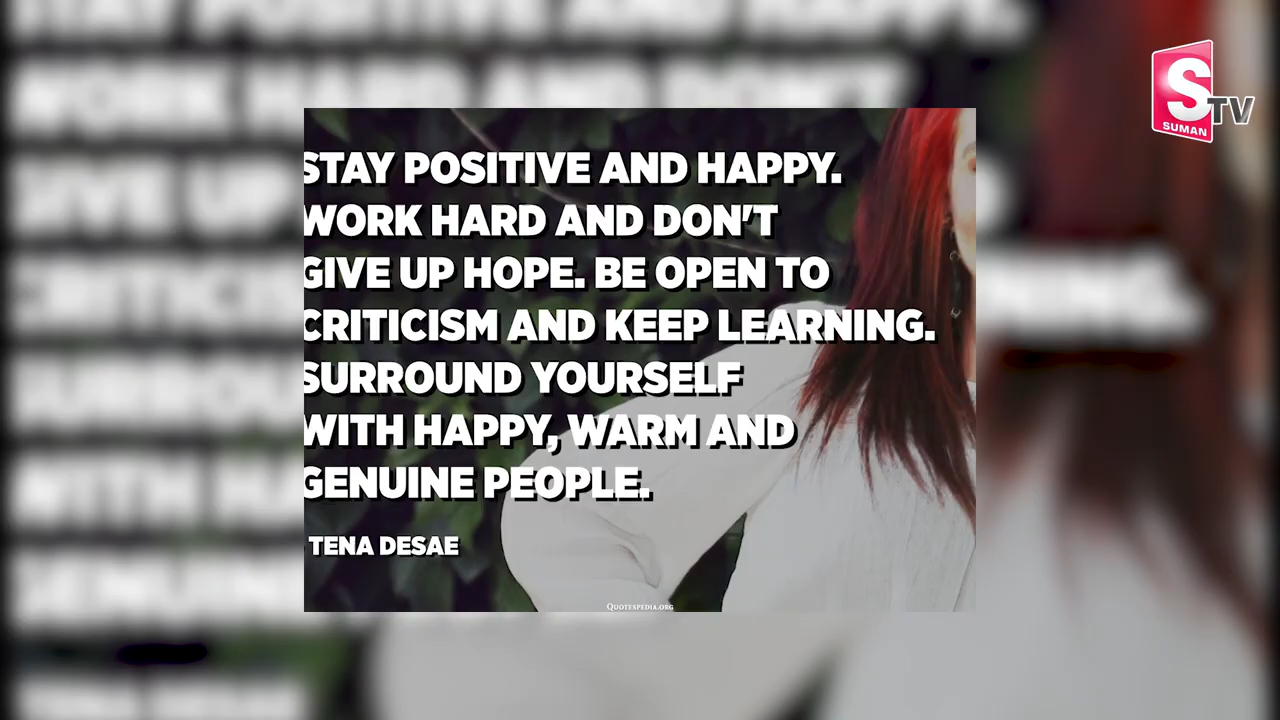 STAY POSITIVE AND HAPPY.
WORK HARD AND DON'T
GIVE UP HOPE. BE OPEN TO
CRITICISM AND KEEP LEARNING.
SURROUND YOURSELF
WITH HAPPY, WARM AND
GENUINE PEOPLE.
TENA DESAE
QUOTESPEDIA.ORG
S TV
SUMAN